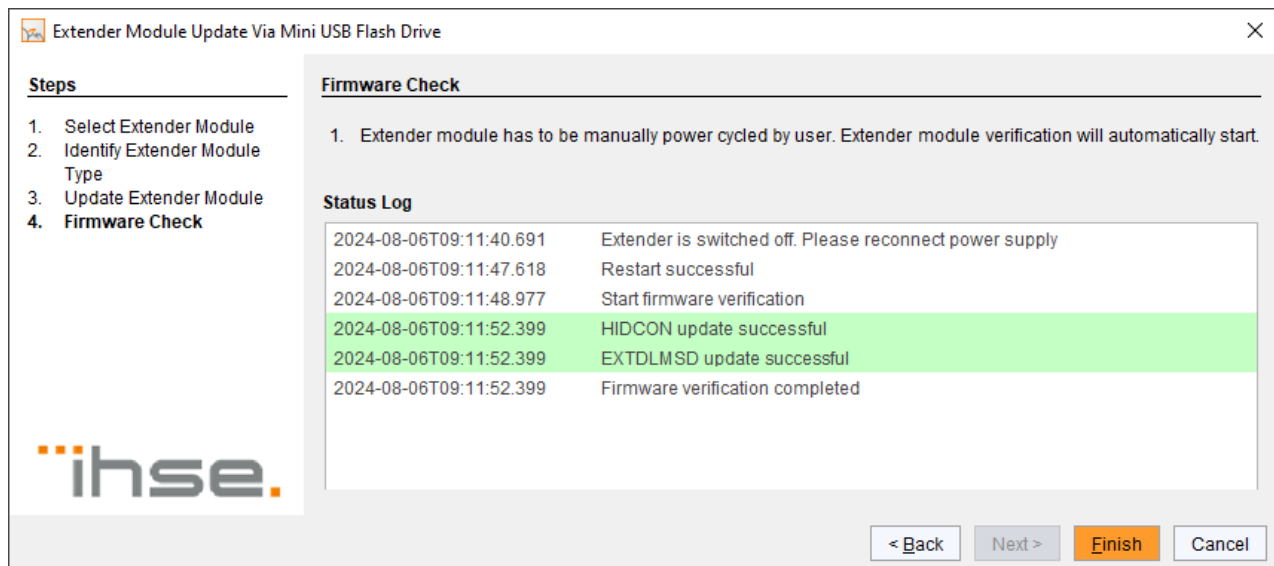 Extender Module Update Via Mini USB Flash Drive
Steps
1. Select Extender Module
2. Identify Extender Module
Type
3. Update Extender Module
4. Firmware Check
Firmware Check
1. Extender module has to be manually power cycled by user. Extender module verification will automatically start.
Status Log
2024-08-06T09:11:40.691 Extender is switched off. Please reconnect power supply
2024-08-06T09:11:47.618 Restart successful
2024-08-06T09:11:48.977 Start firmware verification
2024-08-06T09:11:52.399 HIDCON update successful
2024-08-06T09:11:52.399 EXTDLMSD update successful
2024-08-06T09:11:52.399 Firmware verification completed
ihse.
< Back Next > Finish Cancel